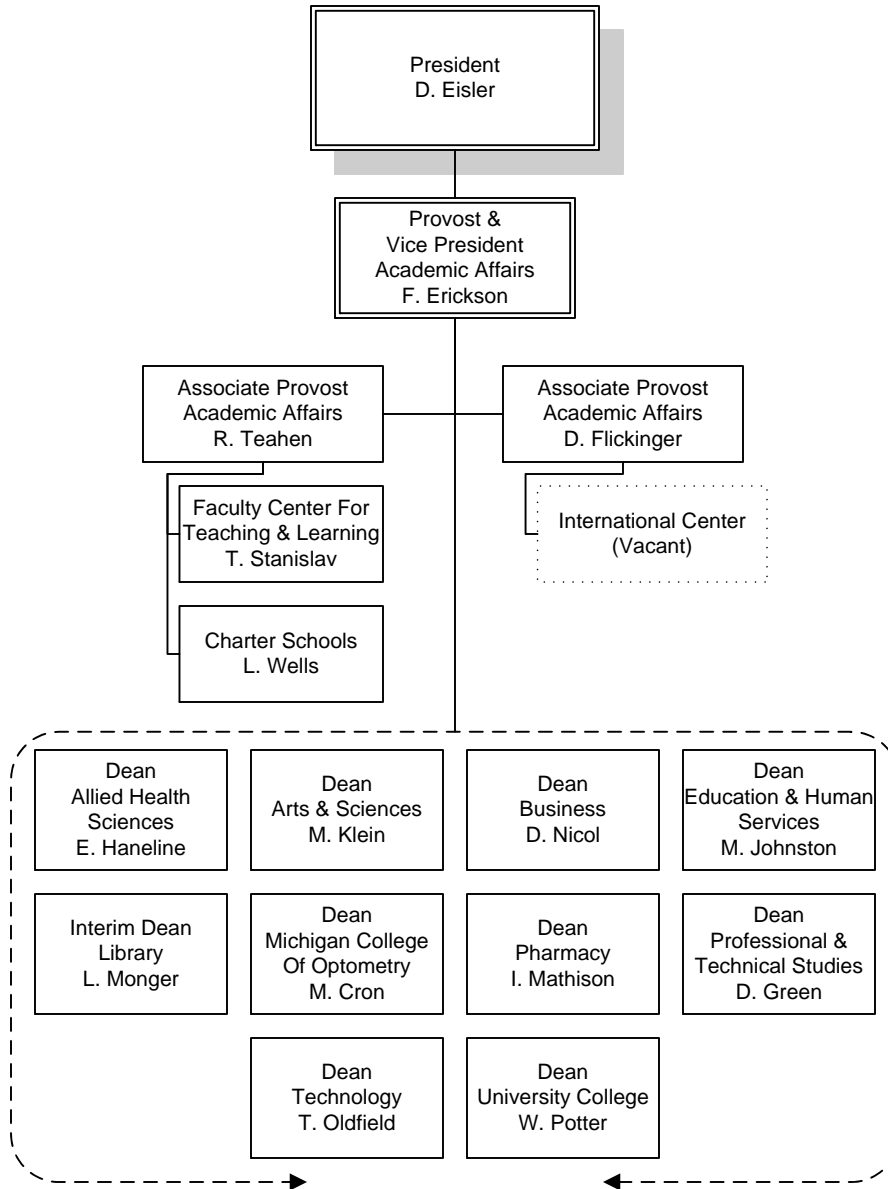 President
D. Eisler
Provost &
Vice President
Academic Affairs
F. Erickson
Associate Provost
Academic Affairs
R. Teahen
Associate Provost
Academic Affairs
D. Flickinger
Faculty Center For
Teaching & Learning
T. Stanislav
International Center
(Vacant)
Charter Schools
L. Wells
Dean
Allied Health
Sciences
E. Haneline
Dean
Arts & Sciences
M. Klein
Dean
Business
D. Nicol
Dean
Education & Human
Services
M. Johnston
Interim Dean
Library
L. Monger
Dean
Michigan College
Of Optometry
M. Cron
Dean
Pharmacy
I. Mathison
Dean
Professional &
Technical Studies
D. Green
Dean
Technology
T. Oldfield
Dean
University College
W. Potter